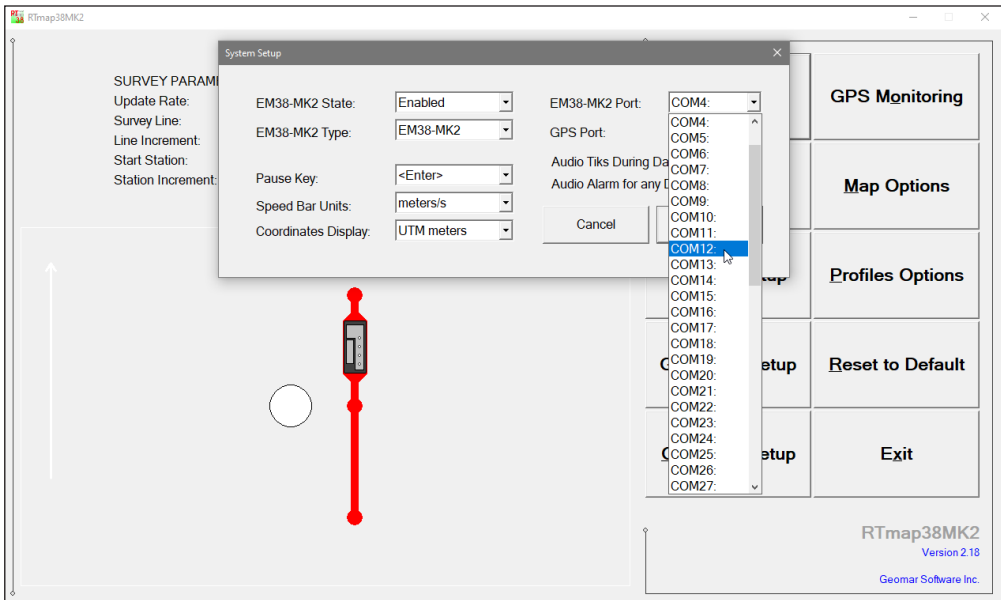 RTmap38MK2
System Setup
SURVEY PARAM
Update Rate:
Survey Line:
Line Increment:
Start Station:
Station Increment:
EM38-MK2 State: Enabled
EM38-MK2 Type: EM38-MK2
Pause Key: <Enter>
Speed Bar Units: meters/s
Coordinates Display: UTM meters
EM38-MK2 Port: COM4:
GPS Port:
Audio Tiks During Da
Audio Alarm for any
Cancel
COM4:
COM5:
COM6:
COM7:
COM8:
COM9:
COM10:
COM11:
COM12:
COM13:
COM14:
COM15:
COM16:
COM17:
COM18:
COM19:
COM20:
COM21:
COM22:
COM23:
COM24:
COM25:
COM26:
COM27:
GPS Monitoring
Map Options
Profiles Options
etup
Reset to Default
etup
Exit
RTmap38MK2
Version 2.18
Geomar Software Inc.